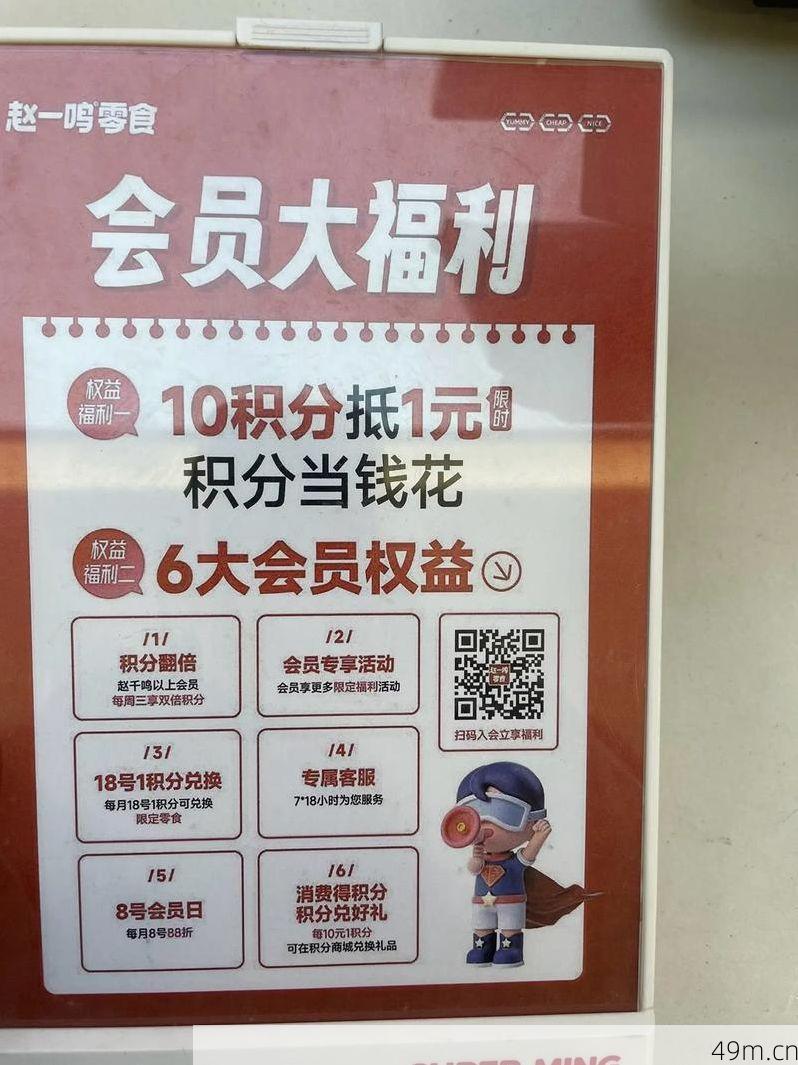 赵一鸣零食
YUMMY CHEAP NICE
会员大福利
权益
福利一
10积分抵1元
限时
积分当钱花
权益
福利二
6大会员权益
/1/
积分翻倍
赵千鸣以上会员
每周三享双倍积分
/2/
会员专享活动
会员享更多限定福利活动
赵一鸣
零食
扫码入会立享福利
/3/
18号1积分兑换
每月18号1积分可兑换
限定零食
/4/
专属客服
7*18小时为您服务
/5/
8号会员日
每月8号88折
/6/
消费得积分
积分兑好礼
每10元1积分
可在积分商城兑换礼品
SUPER MING
49m.cn